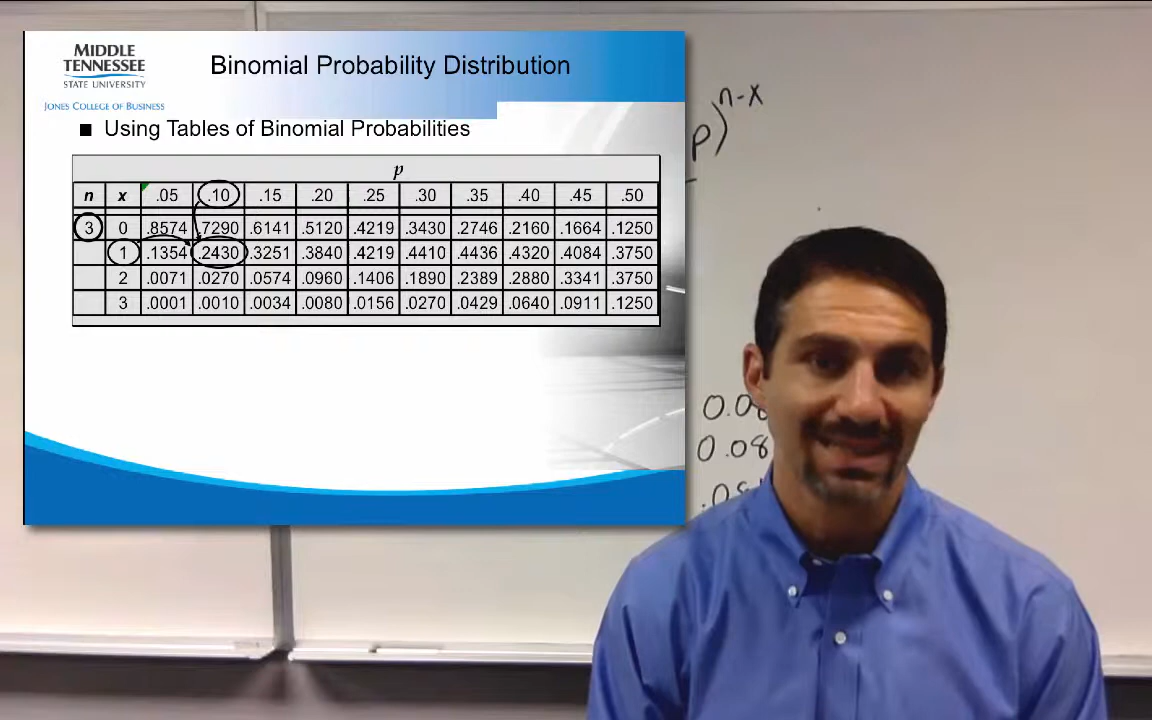 MIDDLE
TENNESSEE
STATE UNIVERSITY
JONES COLLEGE OF BUSINESS
Binomial Probability Distribution
■ Using Tables of Binomial Probabilities
p
n x .05 .10 .15 .20 .25 .30 .35 .40 .45 .50
3 0 .8574 .7290 .6141 .5120 .4219 .3430 .2746 .2160 .1664 .1250
1 .1354 .2430 .3251 .3840 .4219 .4410 .4436 .4320 .4084 .3750
2 .0071 .0270 .0574 .0960 .1406 .1890 .2389 .2880 .3341 .3750
3 .0001 .0010 .0034 .0080 .0156 .0270 .0429 .0640 .0911 .1250
p)n-x
0.08